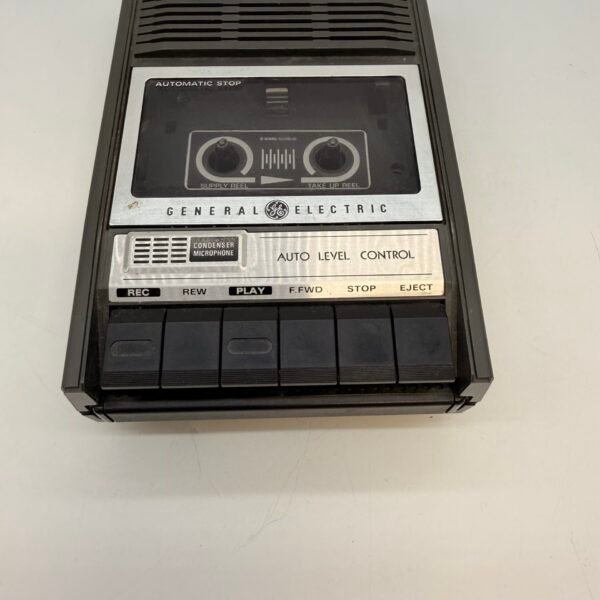 AUTOMATIC STOP
SUPPLY REEL TAKE UP REEL
GENERAL GE ELECTRIC
CONDENSER
MICROPHONE
AUTO LEVEL CONTROL
REC REW PLAY F.FWD STOP EJECT